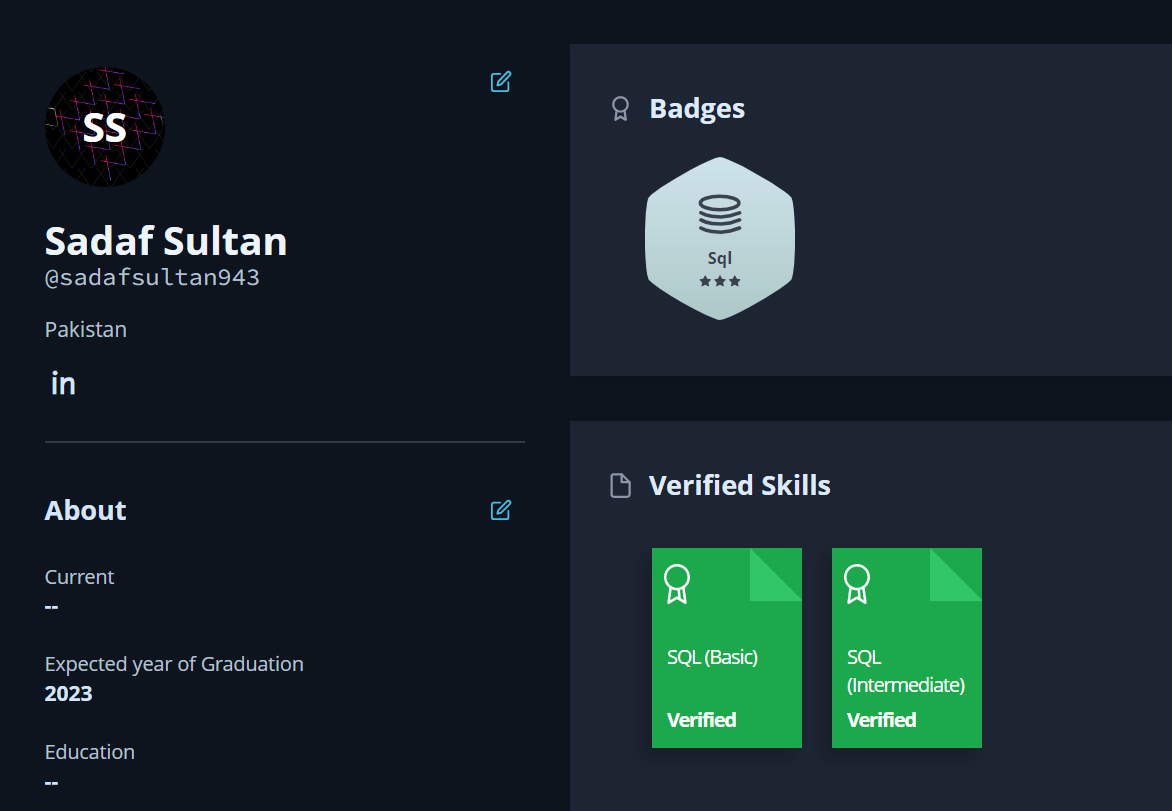 SS
Sadaf Sultan
@sadafsultan943
Pakistan
in
About
Current
--
Expected year of Graduation
2023
Education
--
Badges
Sql
Verified Skills
SQL (Basic)
Verified
SQL
(Intermediate)
Verified